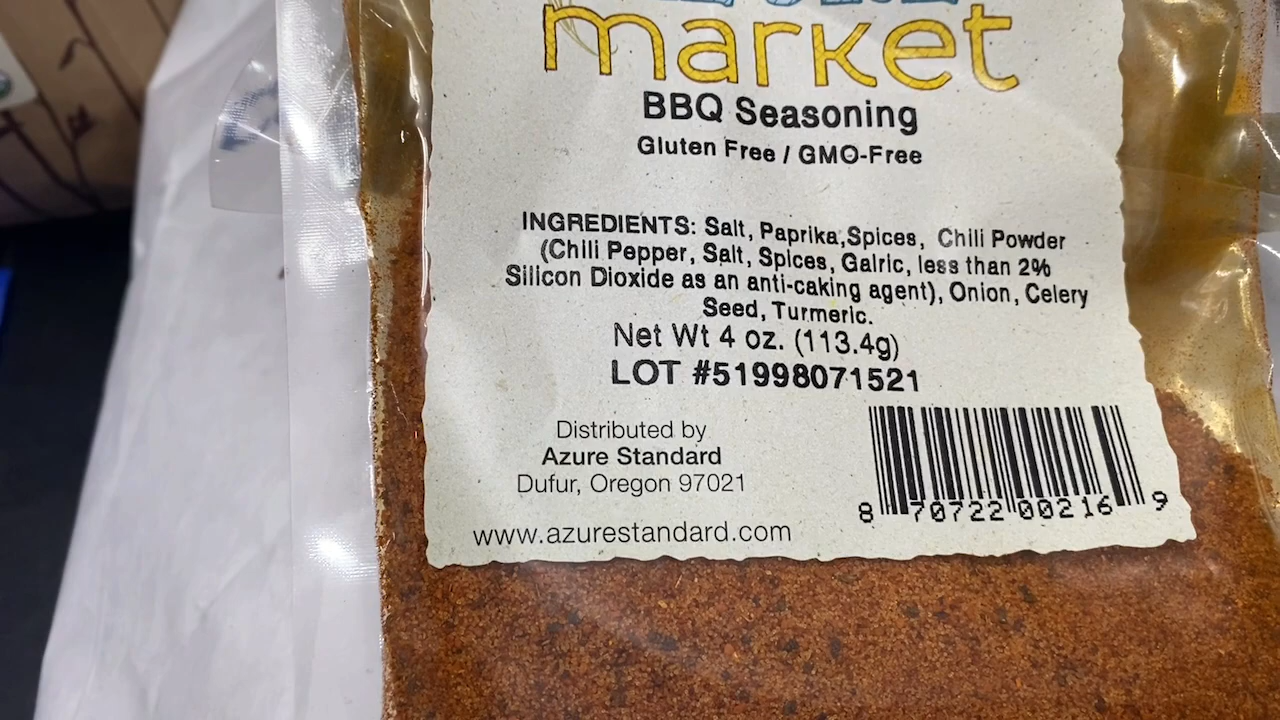 market
BBQ Seasoning
Gluten Free / GMO-Free
INGREDIENTS: Salt, Paprika,Spices, Chili Powder
(Chili Pepper, Salt, Spices, Galric, less than 2%
Silicon Dioxide as an anti-caking agent), Onion, Celery
Seed, Turmeric.
Net Wt 4 oz. (113.4g)
LOT #51998071521
Distributed by
Azure Standard
Dufur, Oregon 97021
www.azurestandard.com
8 70722 00216 9